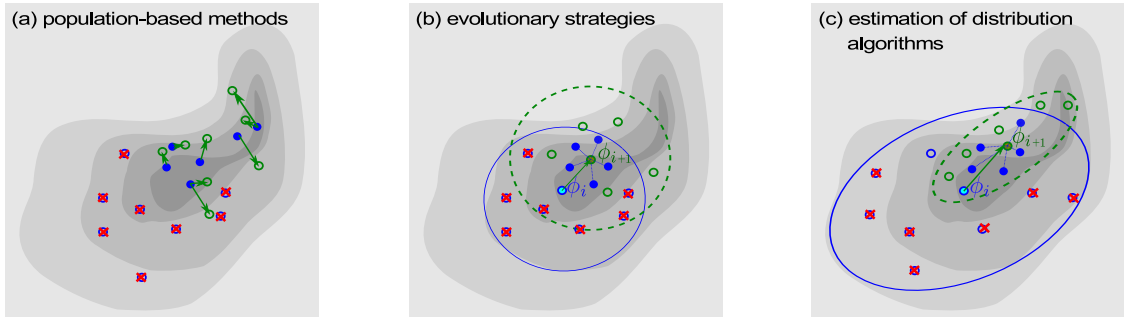 (a) population-based methods
(b) evolutionary strategies
ϕi+1
ϕi
(c) estimation of distribution
algorithms
ϕi+1
ϕi